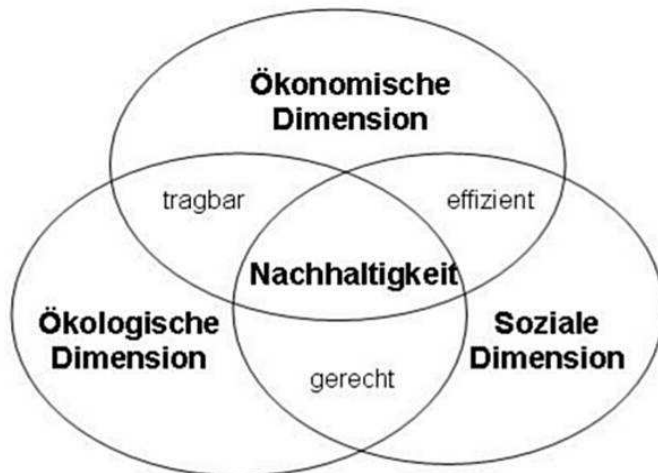 Ökonomische
Dimension
tragbar
effizient
Nachhaltigkeit
Ökologische
Dimension
Soziale
Dimension
gerecht